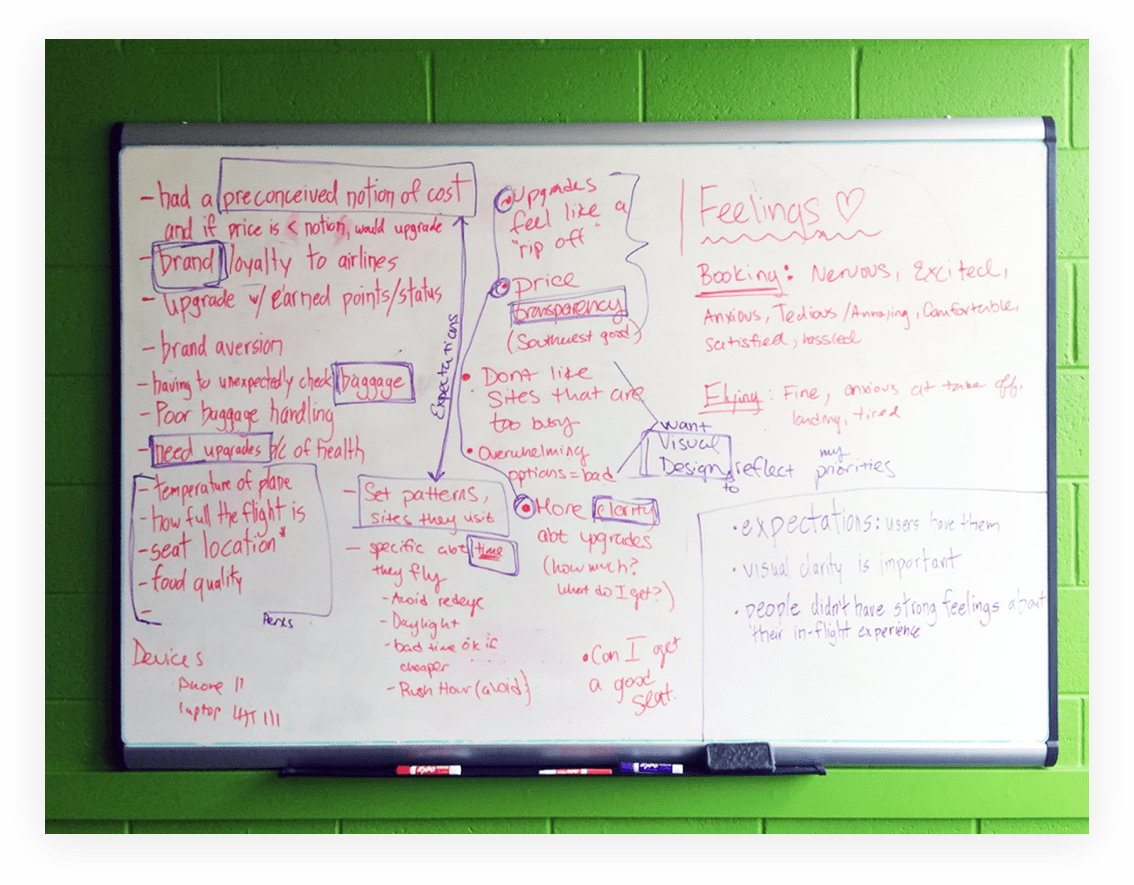 - had a preconceived notion of cost
and if price is < notion, would upgrade
- brand loyalty to airlines
- Upgrade w/ earned points/status
- brand aversion
- having to unexpectedly check baggage
- Poor baggage handling
- need upgrades b/c of health
- temperature of plane
- how full the flight is
- seat location*
- food quality
-
Perks
Devices
phone 11
laptop HHT III
Expectations
- Set patterns,
sites they visit
- specific abt time
they fly
- Avoid redeye
- Daylight
- bad time ok if
cheaper
- Rush Hour (avoid)
Upgrades
feel like a
"rip off"
Price
transparency
(Southwest good)
• Dont like
Sites that are
too busy
• Overwhelming
options = bad
want
Visual
Design to reflect my priorities
• More clarity
abt upgrades
(how much?
what do I get?)
• Can I get
a good
seat.
Feelings ♡
Booking: Nervous, Excited,
Anxious, Tedious/Annoying, Comfortable,
Satisfied, hassled
Flying: Fine, anxious at take off,
landing, tired
• expectations: users have them
• visual clarity is important
• people didn't have strong feelings about
their in-flight experience